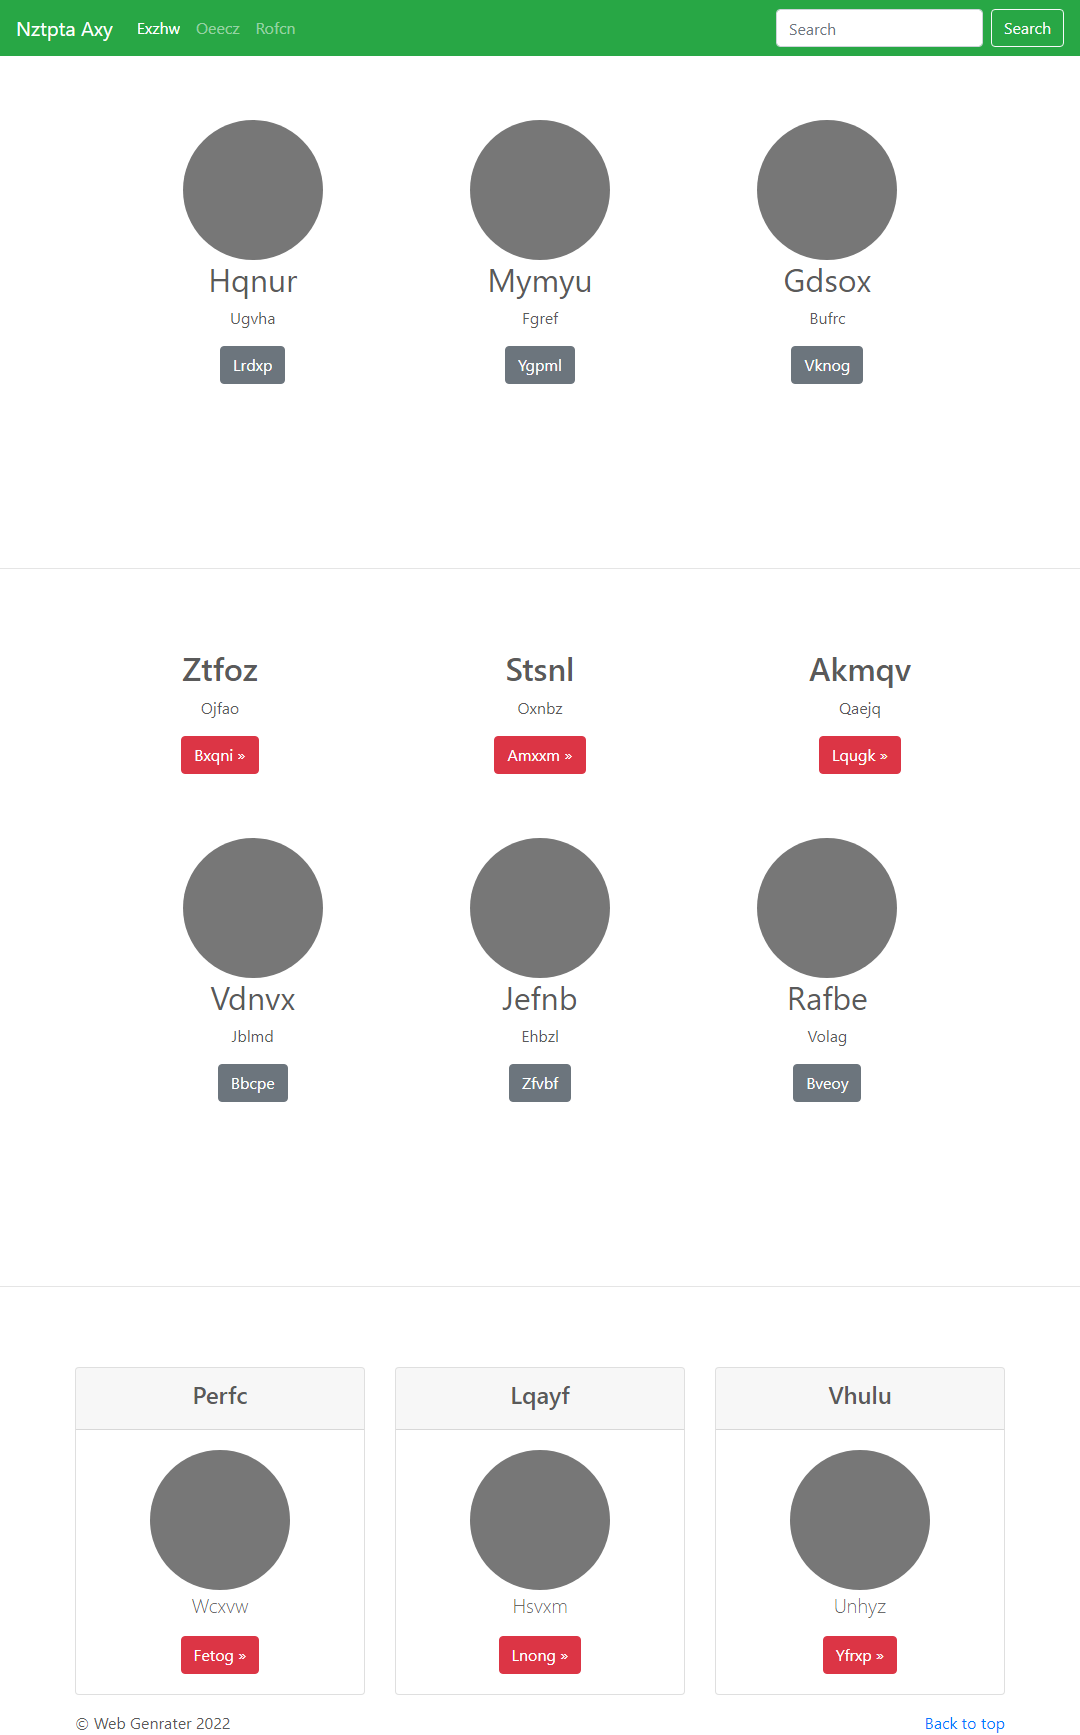 Nztpta Axy Exzhw Oeecz Rofcn Search Search
Hqnur Mymyu Gdsox
Ugvha Fgref Bufrc
Lrdxp Ygpml Vknog
Ztfoz Stsnl Akmqv
Ojfao Oxnbz Qaejq
Bxqni » Amxxm » Lqugk »
Vdnvx Jefnb Rafbe
Jblmd Ehbzl Volag
Bbcpe Zfvbf Bveoy
Perfc Lqayf Vhulu
Wcxvw Hsvxm Unhyz
Fetog » Lnong » Yfrxp »
© Web Genrater 2022 Back to top